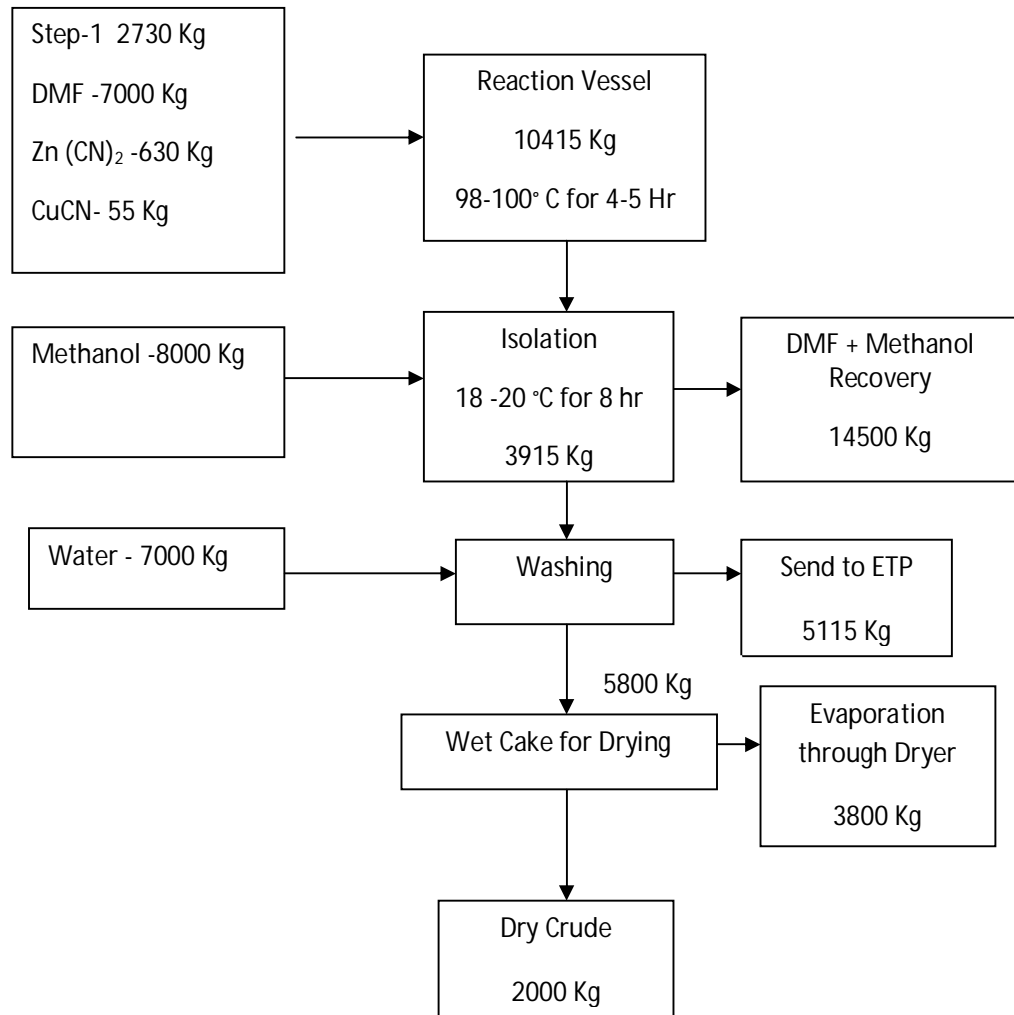 Step-1 2730 Kg
DMF -7000 Kg
Zn (CN)₂ -630 Kg
CuCN- 55 Kg
Reaction Vessel
10415 Kg
98-100° C for 4-5 Hr
Methanol -8000 Kg
Isolation
18 -20 °C for 8 hr
3915 Kg
DMF + Methanol
Recovery
14500 Kg
Water - 7000 Kg
Washing
Send to ETP
5115 Kg
5800 Kg
Wet Cake for Drying
Evaporation
through Dryer
3800 Kg
Dry Crude
2000 Kg